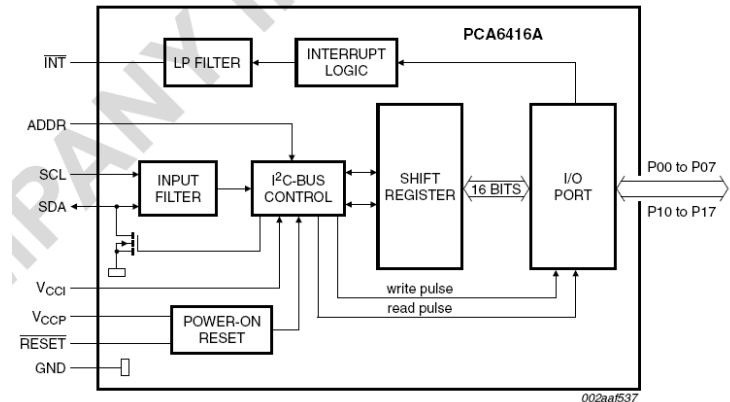 PCA6416A
INT
LP FILTER
INTERRUPT
LOGIC
ADDR
SCL
SDA
INPUT
FILTER
I²C-BUS
CONTROL
SHIFT
REGISTER
16 BITS
I/O
PORT
P00 to P07
P10 to P17
write pulse
read pulse
VCCI
VCCP
RESET
GND
POWER-ON
RESET
002aaf537